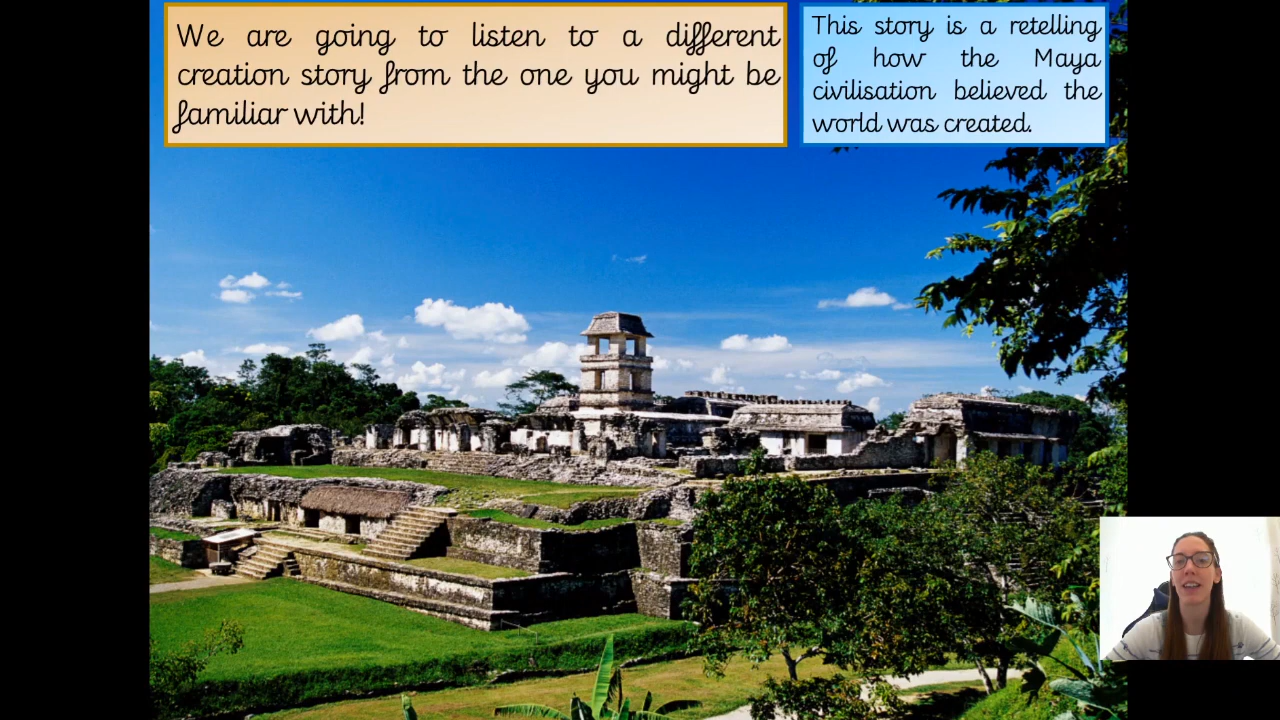 We are going to listen to a different
creation story from the one you might be
familiar with!
This story is a retelling
of how the Maya
civilisation believed the
world was created.